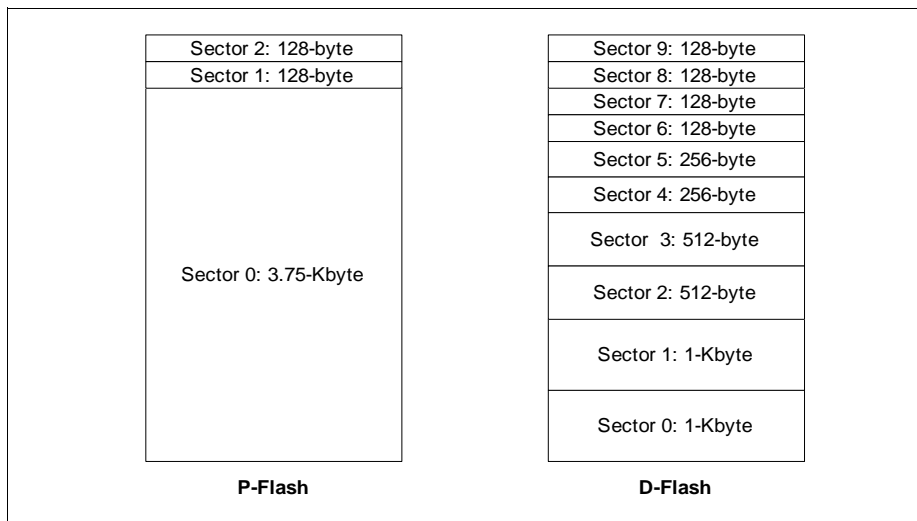 Sector 2: 128-byte
Sector 1: 128-byte
Sector 0: 3.75-Kbyte
P-Flash
Sector 9: 128-byte
Sector 8: 128-byte
Sector 7: 128-byte
Sector 6: 128-byte
Sector 5: 256-byte
Sector 4: 256-byte
Sector 3: 512-byte
Sector 2: 512-byte
Sector 1: 1-Kbyte
Sector 0: 1-Kbyte
D-Flash